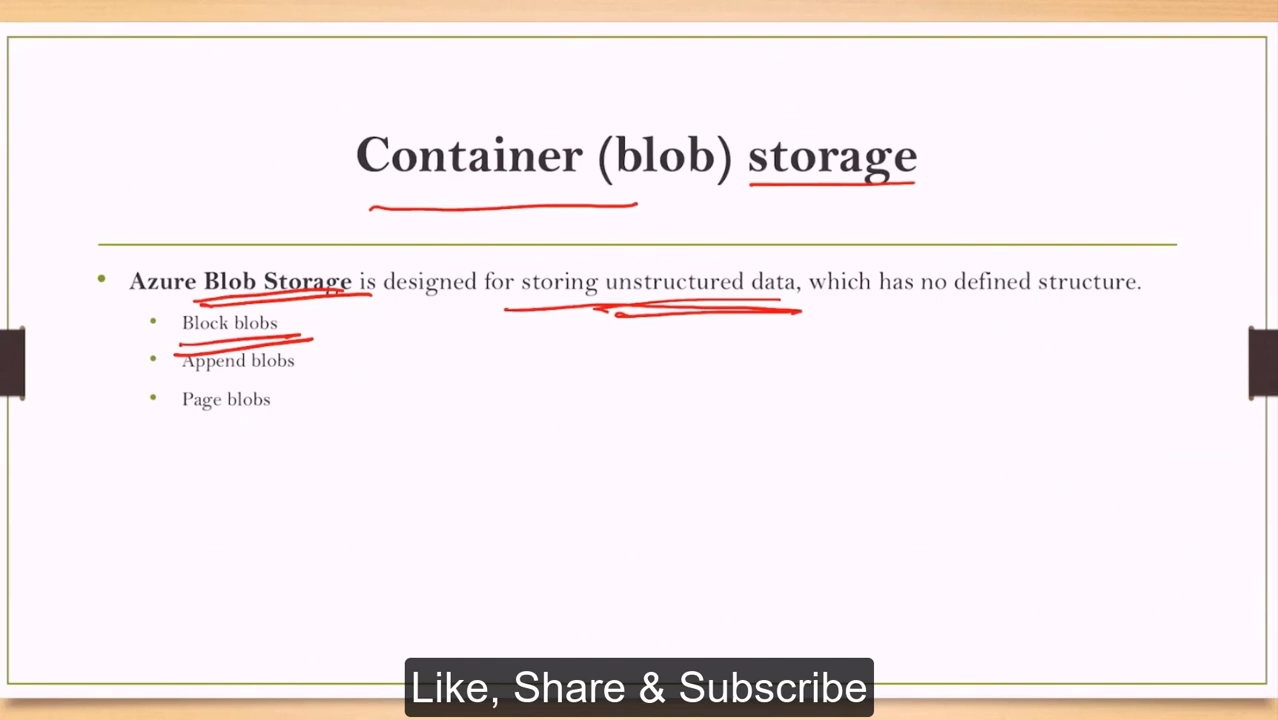 Container (blob) storage
• Azure Blob Storage is designed for storing unstructured data, which has no defined structure.
• Block blobs
• Append blobs
• Page blobs
Like, Share & Subscribe